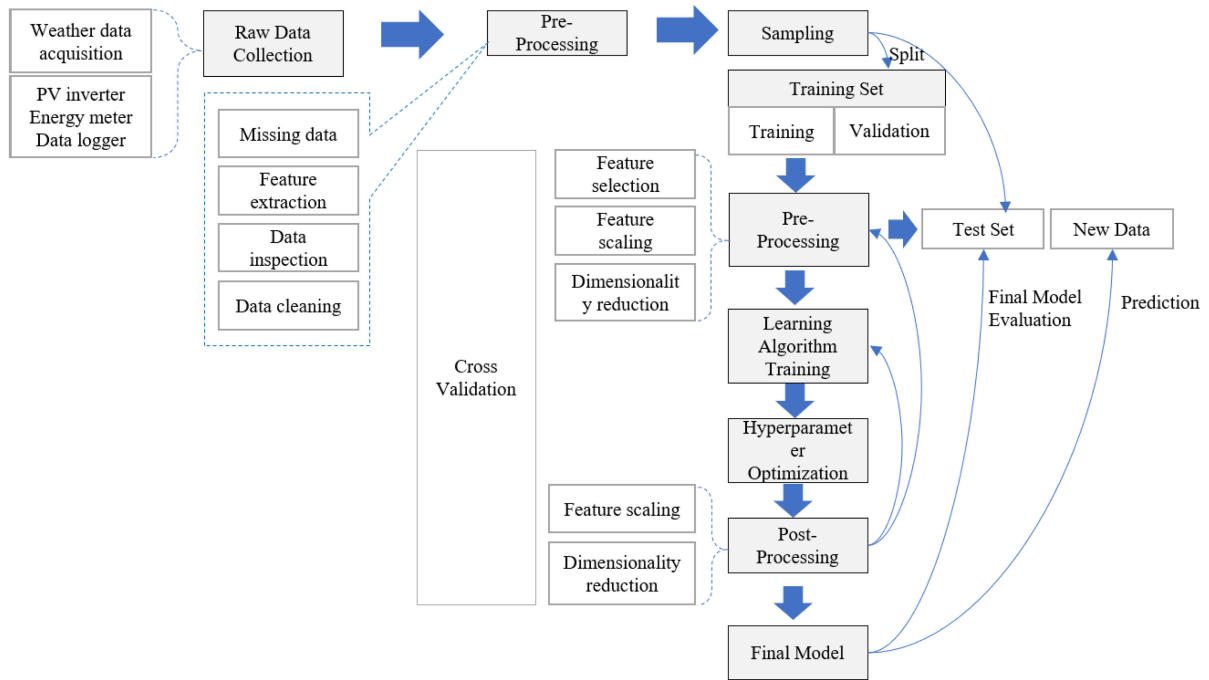 Weather data
acquisition
PV inverter
Energy meter
Data logger
Raw Data
Collection
Pre-
Processing
Sampling
Split
Training Set
Training
Validation
Missing data
Feature
extraction
Data
inspection
Data cleaning
Cross
Validation
Feature
selection
Feature
scaling
Dimensionalit
y reduction
Pre-
Processing
Test Set
New Data
Final Model
Evaluation
Prediction
Learning
Algorithm
Training
Hyperparamet
er
Optimization
Feature scaling
Dimensionality
reduction
Post-
Processing
Final Model